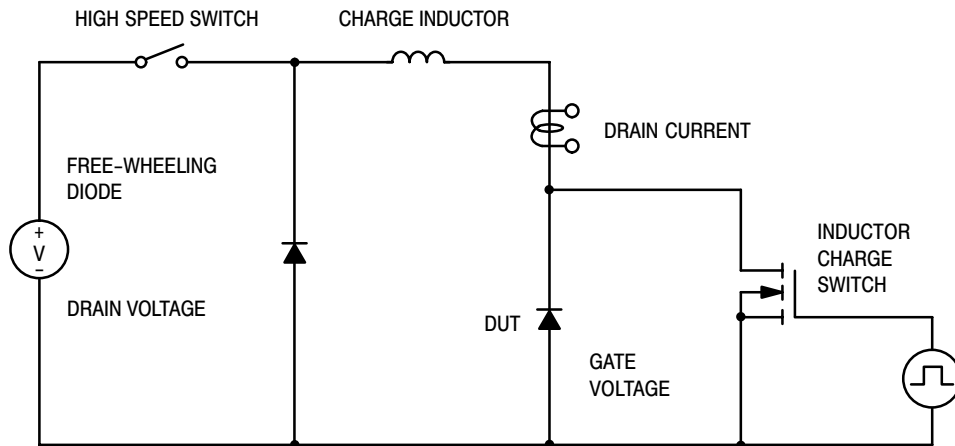 HIGH SPEED SWITCH
CHARGE INDUCTOR
DRAIN CURRENT
FREE-WHEELING
DIODE
+
V
−
DRAIN VOLTAGE
INDUCTOR
CHARGE
SWITCH
DUT
GATE
VOLTAGE